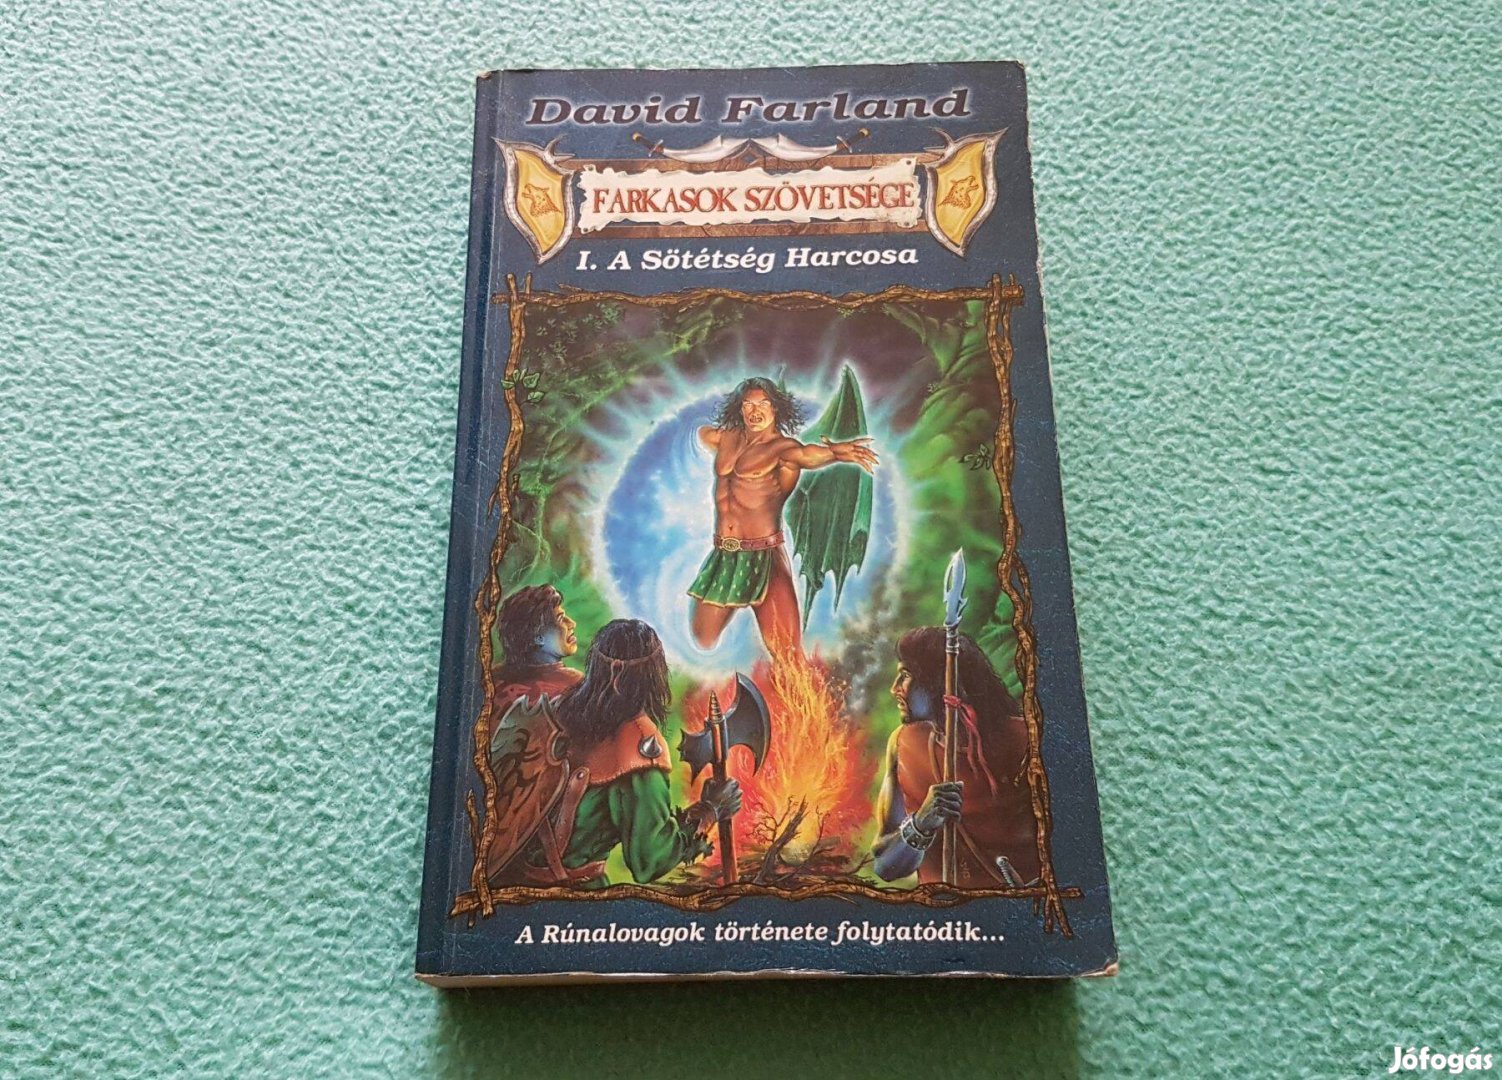 David Farland
FARKASOK SZÖVETSÉGE
I. A Sötétség Harcosa
A Rúnalovagok története folytatódik...
Jófogás